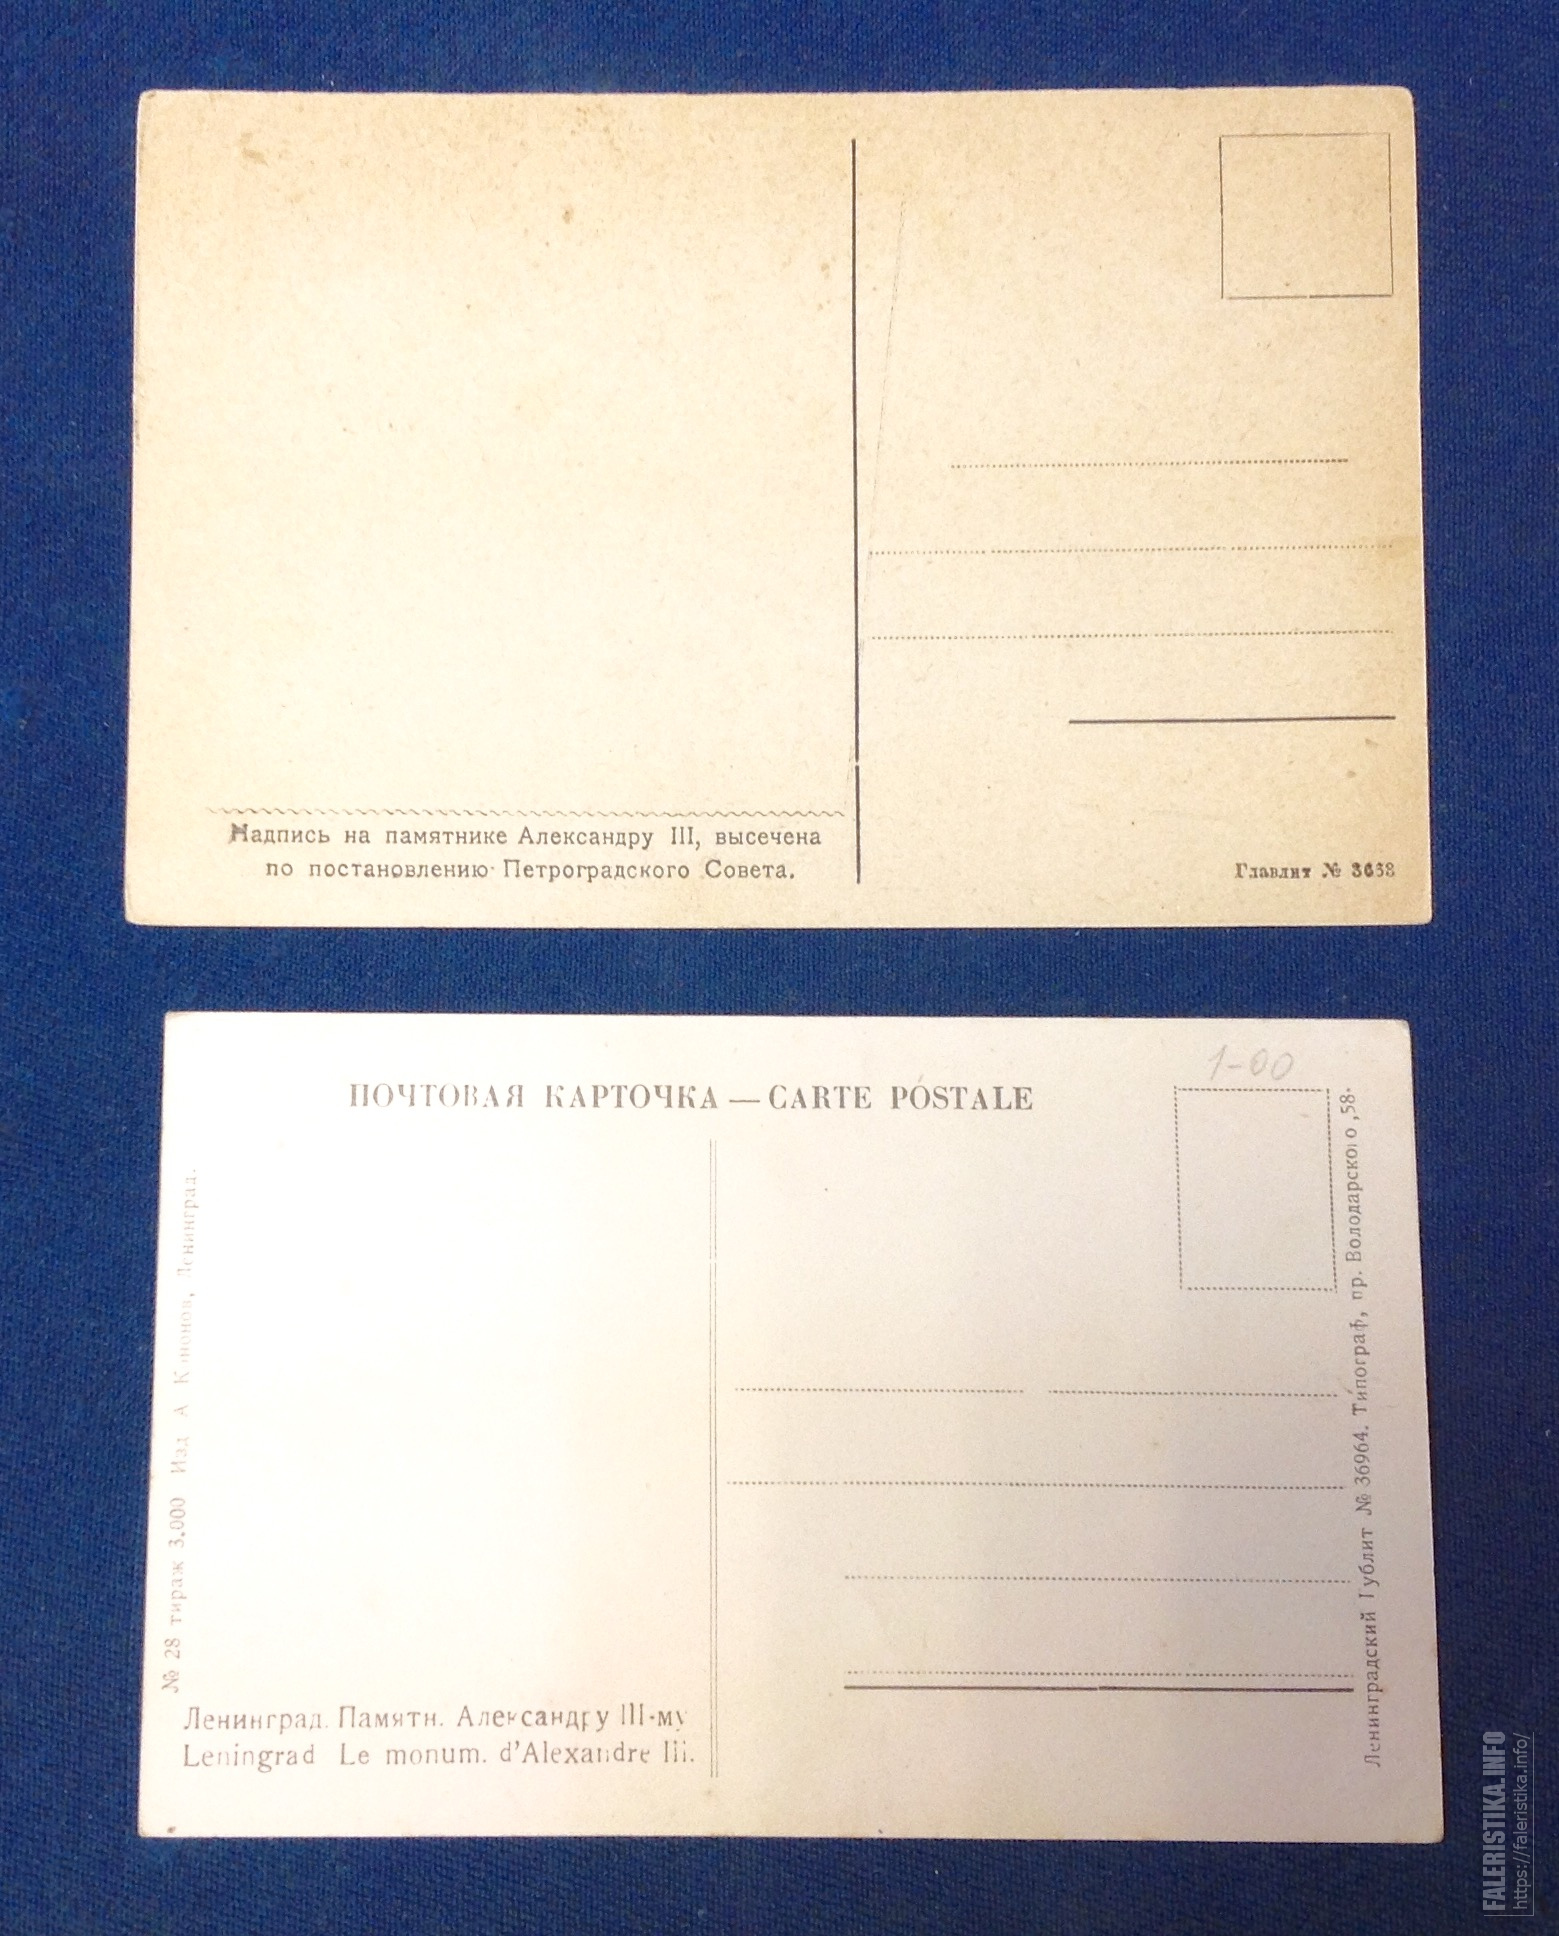 Надпись на памятнике Александру III, высечена
по постановлению Петроградского Совета.
Главлит № 3638
1-00
ПОЧТОВАЯ КАРТОЧКА — CARTE POSTALE
№ 28 тираж 3.000 Изд А Кононов, Ленинград.
Ленинград. Памятн. Александру III-му
Leningrad Le monum. d'Alexandre III.
Ленинградский Гублит № 36964. Типограф, пр. Володарского ,58.
FALERISTIKA.INFO
https://faleristika.info/